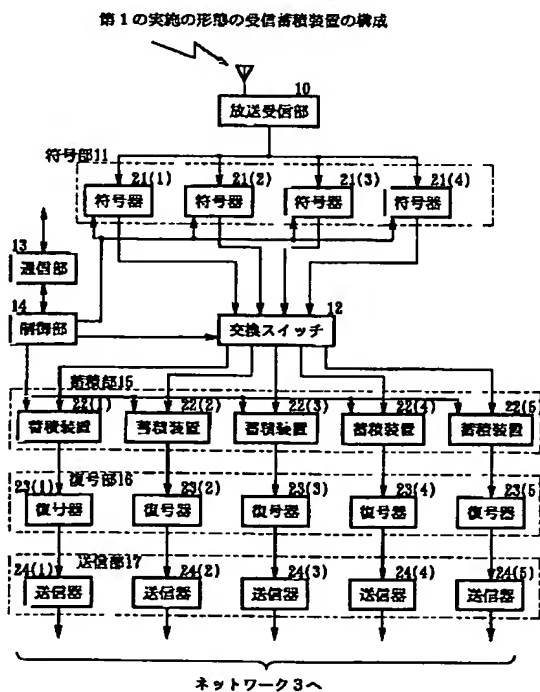 第1の実施の形態の受信蓄積装置の構成
10
放送受信部
符号部11
21(1) 21(2) 21(3) 21(4)
符号器 符号器 符号器 符号器
13
通信部
14
制御部
12
交換スイッチ
蓄積部15
22(1) 22(2) 22(3) 22(4) 22(5
蓄積装置 蓄積装置 蓄積装置 蓄積装置 蓄積装置
復号部16
23(1) 23(2) 23(3) 23(4) 23(5
復号器 復号器 復号器 復号器 復号器
送信部17
24(1) 24(2) 24(3) 24(4) 24(5)
送信器 送信器 送信器 送信器 送信器
ネットワーク3へ